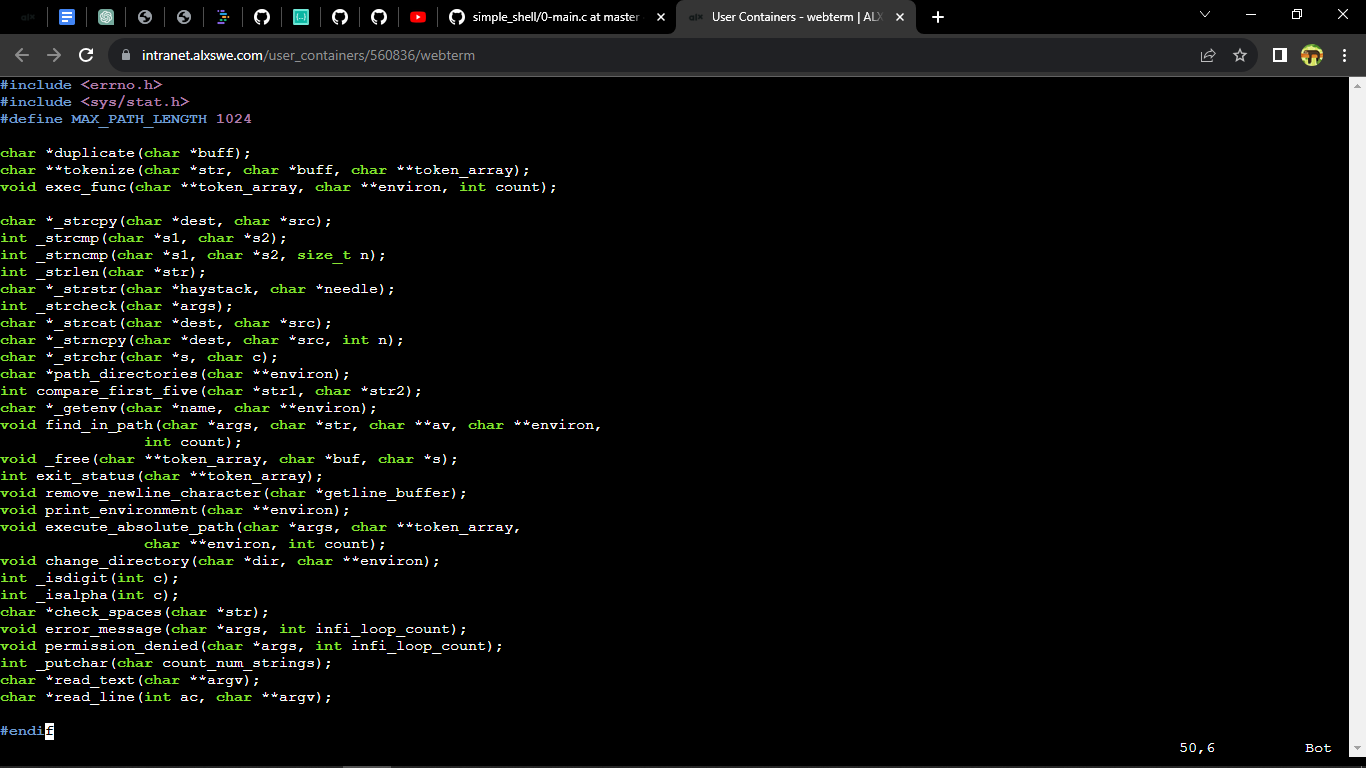 simple_shell/0-main.c at master
User Containers - webterm | ALX
intranet.alxswe.com/user_containers/560836/webterm
#include <errno.h>
#include <sys/stat.h>
#define MAX_PATH_LENGTH 1024

char *duplicate(char *buff);
char **tokenize(char *str, char *buff, char **token_array);
void exec_func(char **token_array, char **environ, int count);

char *_strcpy(char *dest, char *src);
int _strcmp(char *s1, char *s2);
int _strncmp(char *s1, char *s2, size_t n);
int _strlen(char *str);
char *_strstr(char *haystack, char *needle);
int _strcheck(char *args);
char *_strcat(char *dest, char *src);
char *_strncpy(char *dest, char *src, int n);
char *_strchr(char *s, char c);
char *path_directories(char **environ);
int compare_first_five(char *str1, char *str2);
char *_getenv(char *name, char **environ);
void find_in_path(char *args, char *str, char **av, char **environ,
                int count);
void _free(char **token_array, char *buf, char *s);
int exit_status(char **token_array);
void remove_newline_character(char *getline_buffer);
void print_environment(char **environ);
void execute_absolute_path(char *args, char **token_array,
                char **environ, int count);
void change_directory(char *dir, char **environ);
int _isdigit(int c);
int _isalpha(int c);
char *check_spaces(char *str);
void error_message(char *args, int infi_loop_count);
void permission_denied(char *args, int infi_loop_count);
int _putchar(char count_num_strings);
char *read_text(char **argv);
char *read_line(int ac, char **argv);

#endif
50,6 Bot